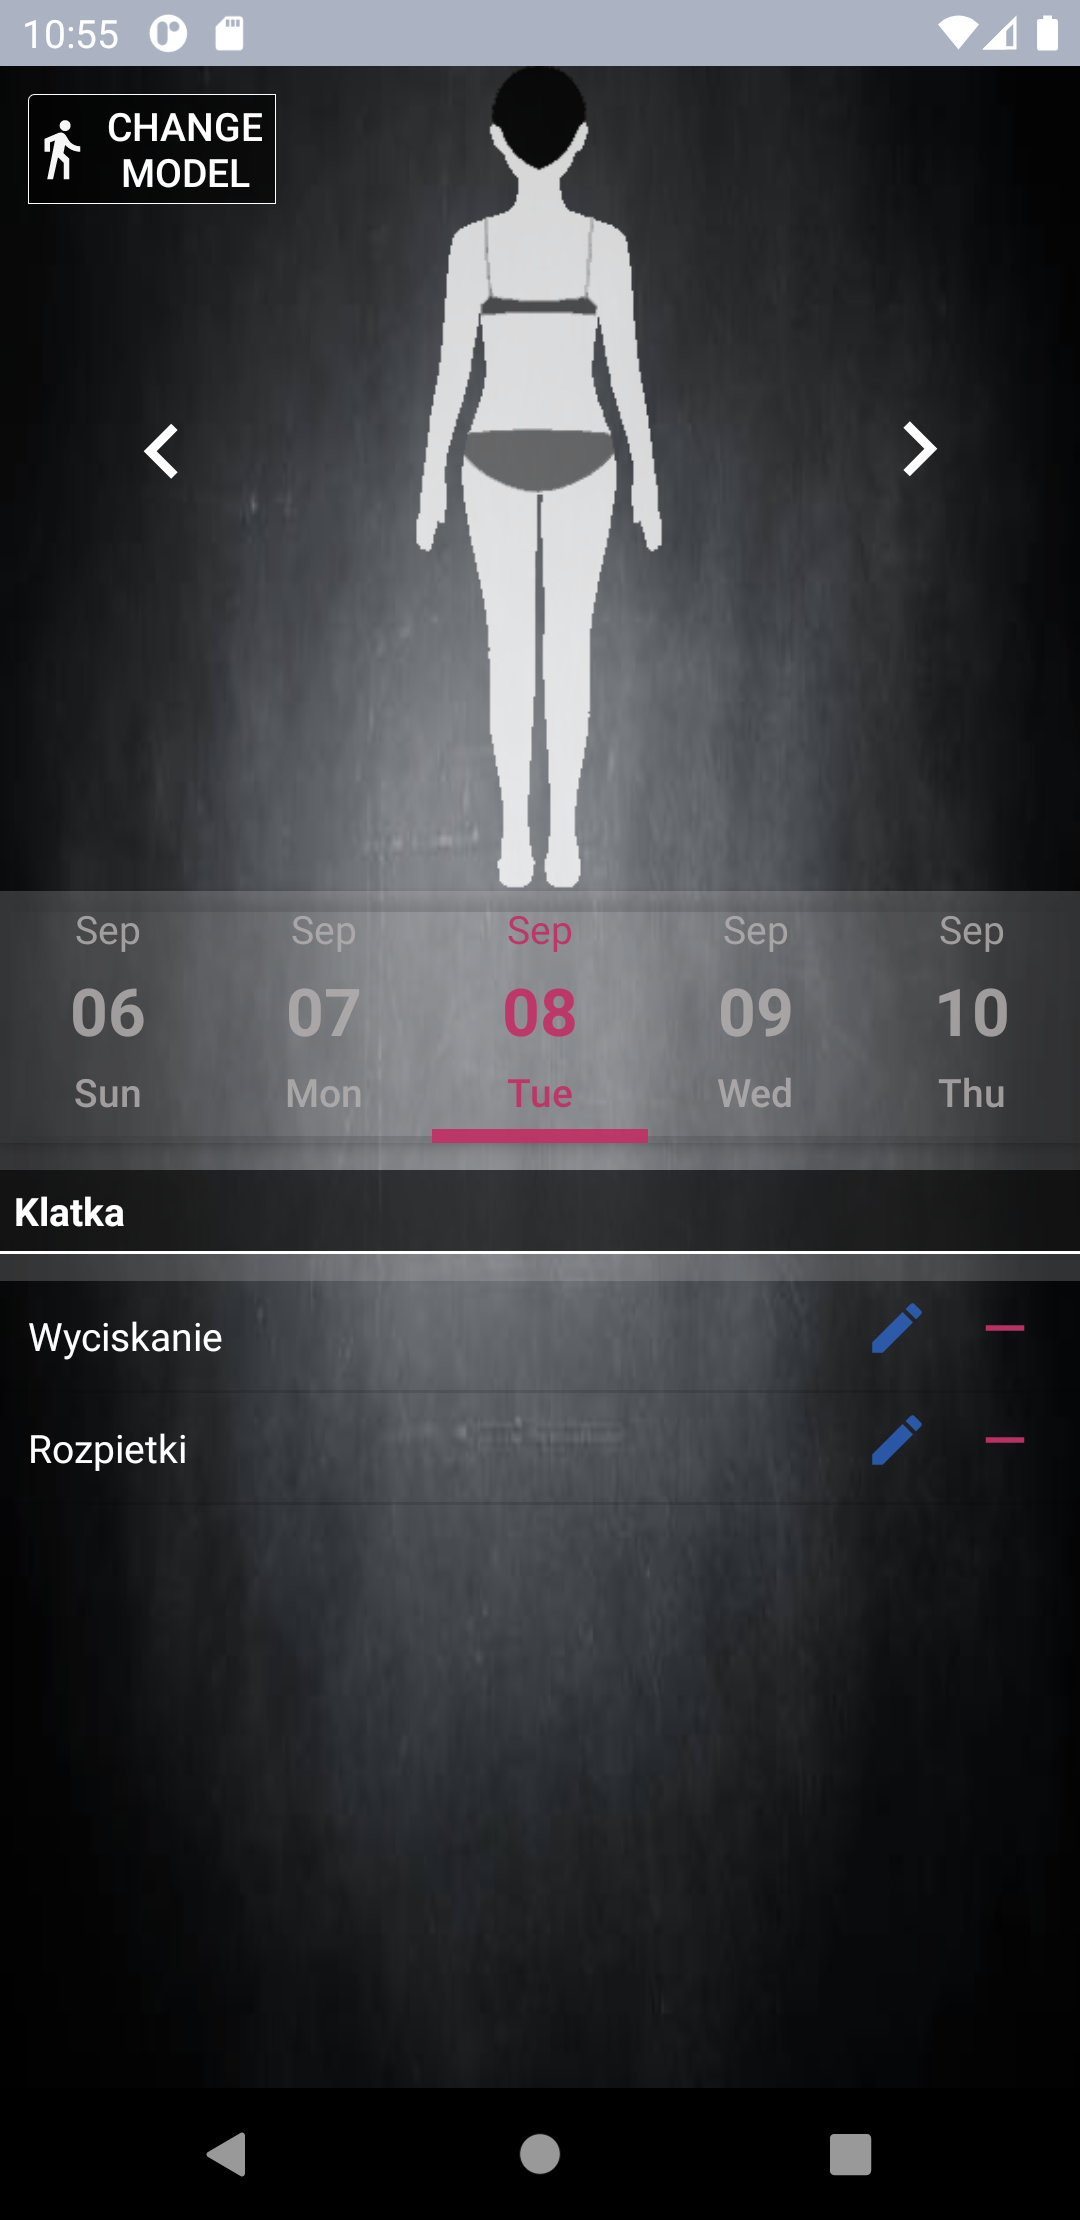 10:55
CHANGE
MODEL
Sep Sep Sep Sep Sep
06 07 08 09 10
Sun Mon Tue Wed Thu
Klatka
Wyciskanie
Rozpietki